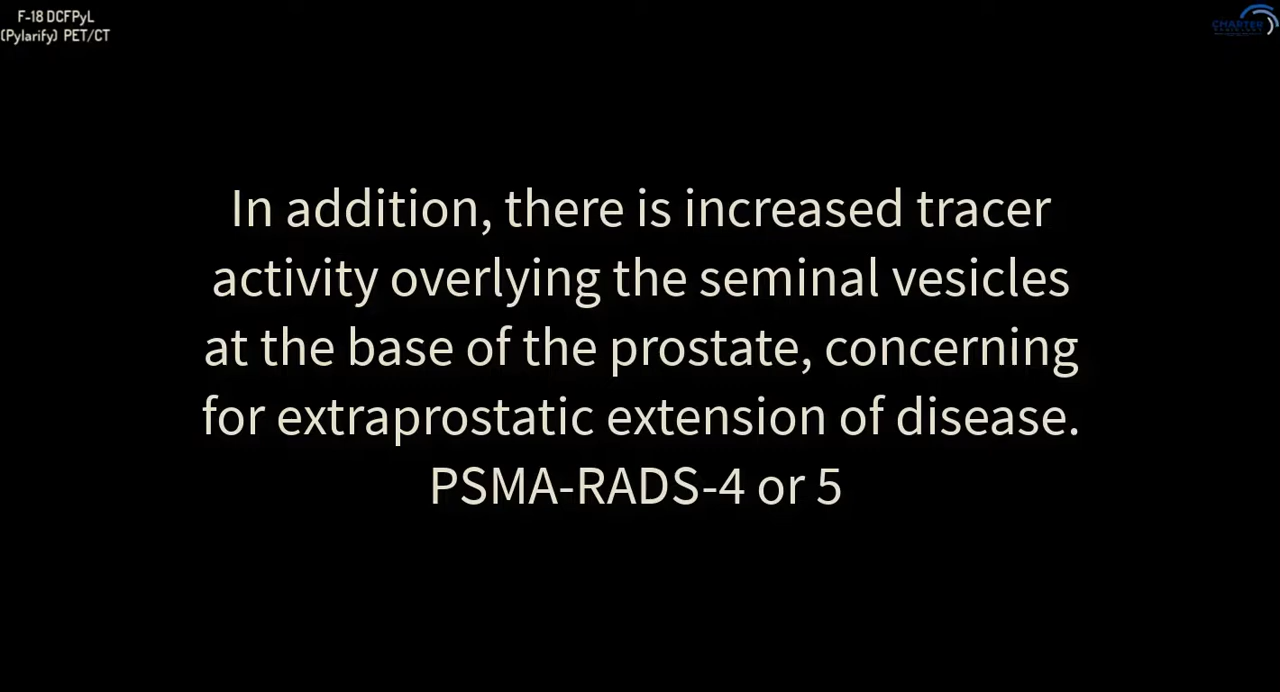 F-18 DCFPyL
(Pylarify) PET/CT
CHARTER
In addition, there is increased tracer
activity overlying the seminal vesicles
at the base of the prostate, concerning
for extraprostatic extension of disease.
PSMA-RADS-4 or 5